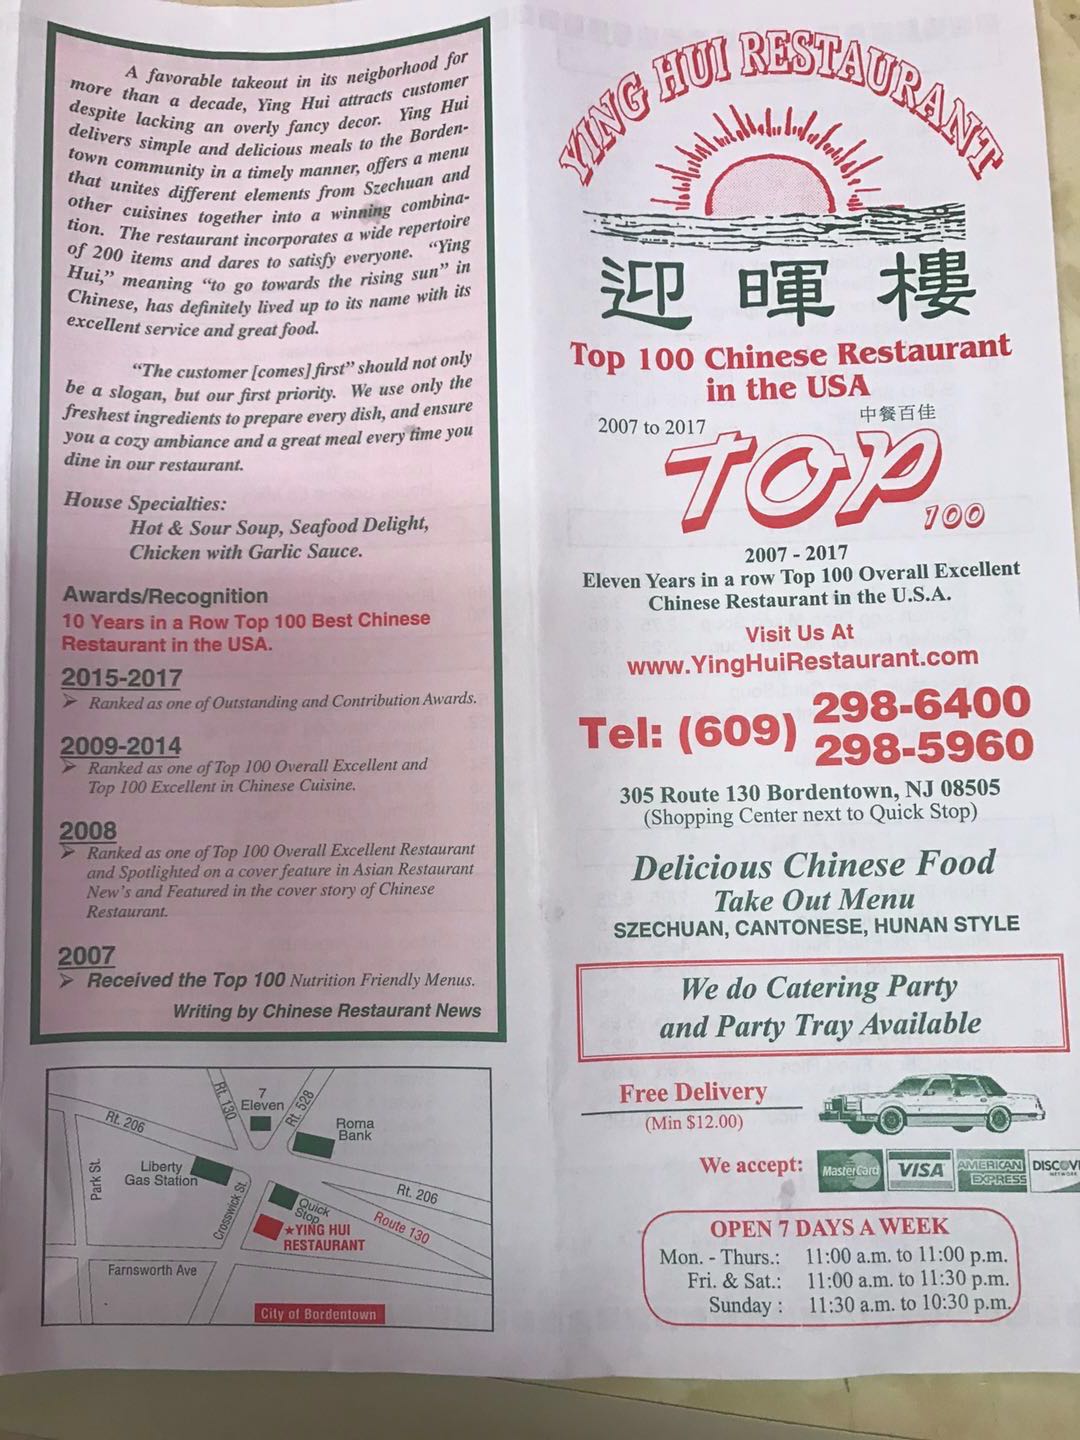 A favorable takeout in its neigborhood for
more than a decade, Ying Hui attracts customer
despite lacking an overly fancy decor. Ying Hui
delivers simple and delicious meals to the Borden-
town community in a timely manner, offers a menu
that unites different elements from Szechuan and
other cuisines together into a winning combina-
tion. The restaurant incorporates a wide repertoire
of 200 items and dares to satisfy everyone. "Ying
Hui," meaning "to go towards the rising sun" in
Chinese, has definitely lived up to its name with its
excellent service and great food.
"The customer [comes] first" should not only
be a slogan, but our first priority. We use only the
freshest ingredients to prepare every dish, and ensure
you a cozy ambiance and a great meal every time you
dine in our restaurant.
House Specialties:
Hot & Sour Soup, Seafood Delight,
Chicken with Garlic Sauce.
Awards/Recognition
10 Years in a Row Top 100 Best Chinese
Restaurant in the USA.
2015-2017
➢ Ranked as one of Outstanding and Contribution Awards.
2009-2014
➢ Ranked as one of Top 100 Overall Excellent and
Top 100 Excellent in Chinese Cuisine.
2008
➢ Ranked as one of Top 100 Overall Excellent Restaurant
and Spotlighted on a cover feature in Asian Restaurant
New's and Featured in the cover story of Chinese
Restaurant.
2007
➢ Received the Top 100 Nutrition Friendly Menus.
Writing by Chinese Restaurant News
Rt. 206
Rt. 130
7
Eleven
Rt. 528
Roma
Bank
Park St.
Liberty
Gas Station
Crosswick St.
Quick
Stop
Rt. 206
Route 130
★YING HUI
RESTAURANT
Farnsworth Ave
City of Bordentown
YING HUI RESTAURANT
迎暉樓
Top 100 Chinese Restaurant
in the USA
中餐百佳
2007 to 2017
TOP
100
2007 - 2017
Eleven Years in a row Top 100 Overall Excellent
Chinese Restaurant in the U.S.A.
Visit Us At
www.YingHuiRestaurant.com
Tel: (609) 298-6400
298-5960
305 Route 130 Bordentown, NJ 08505
(Shopping Center next to Quick Stop)
Delicious Chinese Food
Take Out Menu
SZECHUAN, CANTONESE, HUNAN STYLE
We do Catering Party
and Party Tray Available
Free Delivery
(Min $12.00)
We accept: MasterCard VISA AMERICAN EXPRESS DISCOV
NETWORK
OPEN 7 DAYS A WEEK
Mon. - Thurs.: 11:00 a.m. to 11:00 p.m.
Fri. & Sat.: 11:00 a.m. to 11:30 p.m.
Sunday : 11:30 a.m. to 10:30 p.m.